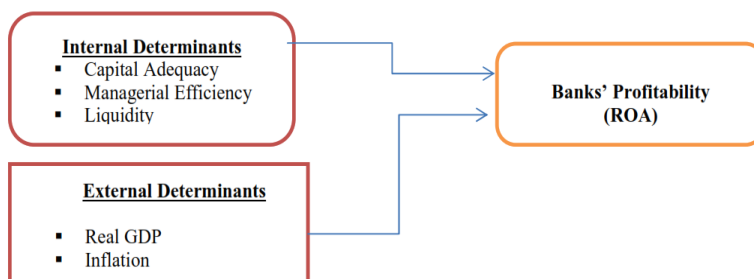 Internal Determinants
▪ Capital Adequacy
▪ Managerial Efficiency
▪ Liquidity
Banks' Profitability
(ROA)
External Determinants
▪ Real GDP
▪ Inflation